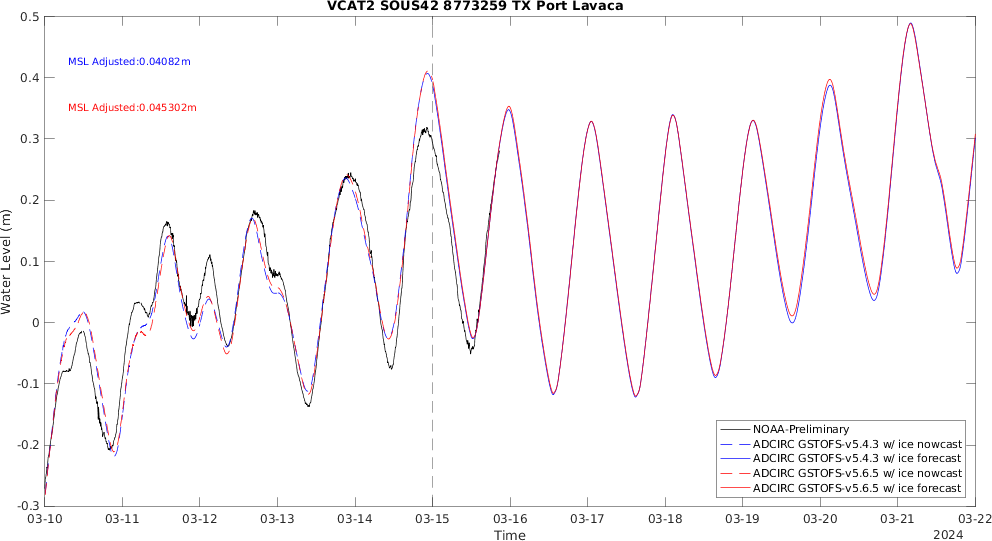 VCAT2 SOUS42 8773259 TX Port Lavaca
0.5
MSL Adjusted:0.04082m
0.4
MSL Adjusted:0.045302m
0.3
0.2
0.1
0
-0.1
-0.2
-0.3
Water Level (m)
NOAA-Preliminary
ADCIRC GSTOFS-v5.4.3 w/ ice nowcast
ADCIRC GSTOFS-v5.4.3 w/ ice forecast
ADCIRC GSTOFS-v5.6.5 w/ ice nowcast
ADCIRC GSTOFS-v5.6.5 w/ ice forecast
03-10 03-11 03-12 03-13 03-14 03-15 03-16 03-17 03-18 03-19 03-20 03-21 03-22
Time
2024